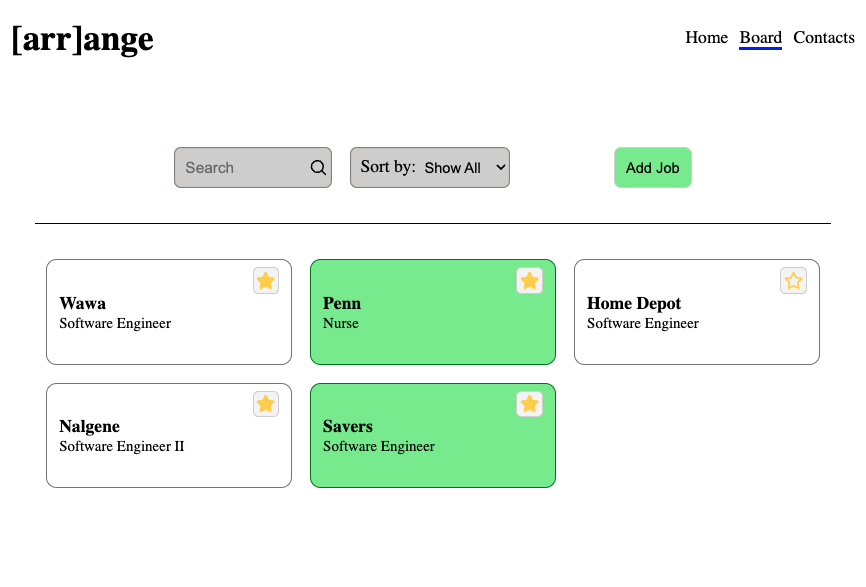 [arr]ange
Home Board Contacts
Search
Sort by: Show All
Add Job
Wawa
Software Engineer
Penn
Nurse
Home Depot
Software Engineer
Nalgene
Software Engineer II
Savers
Software Engineer